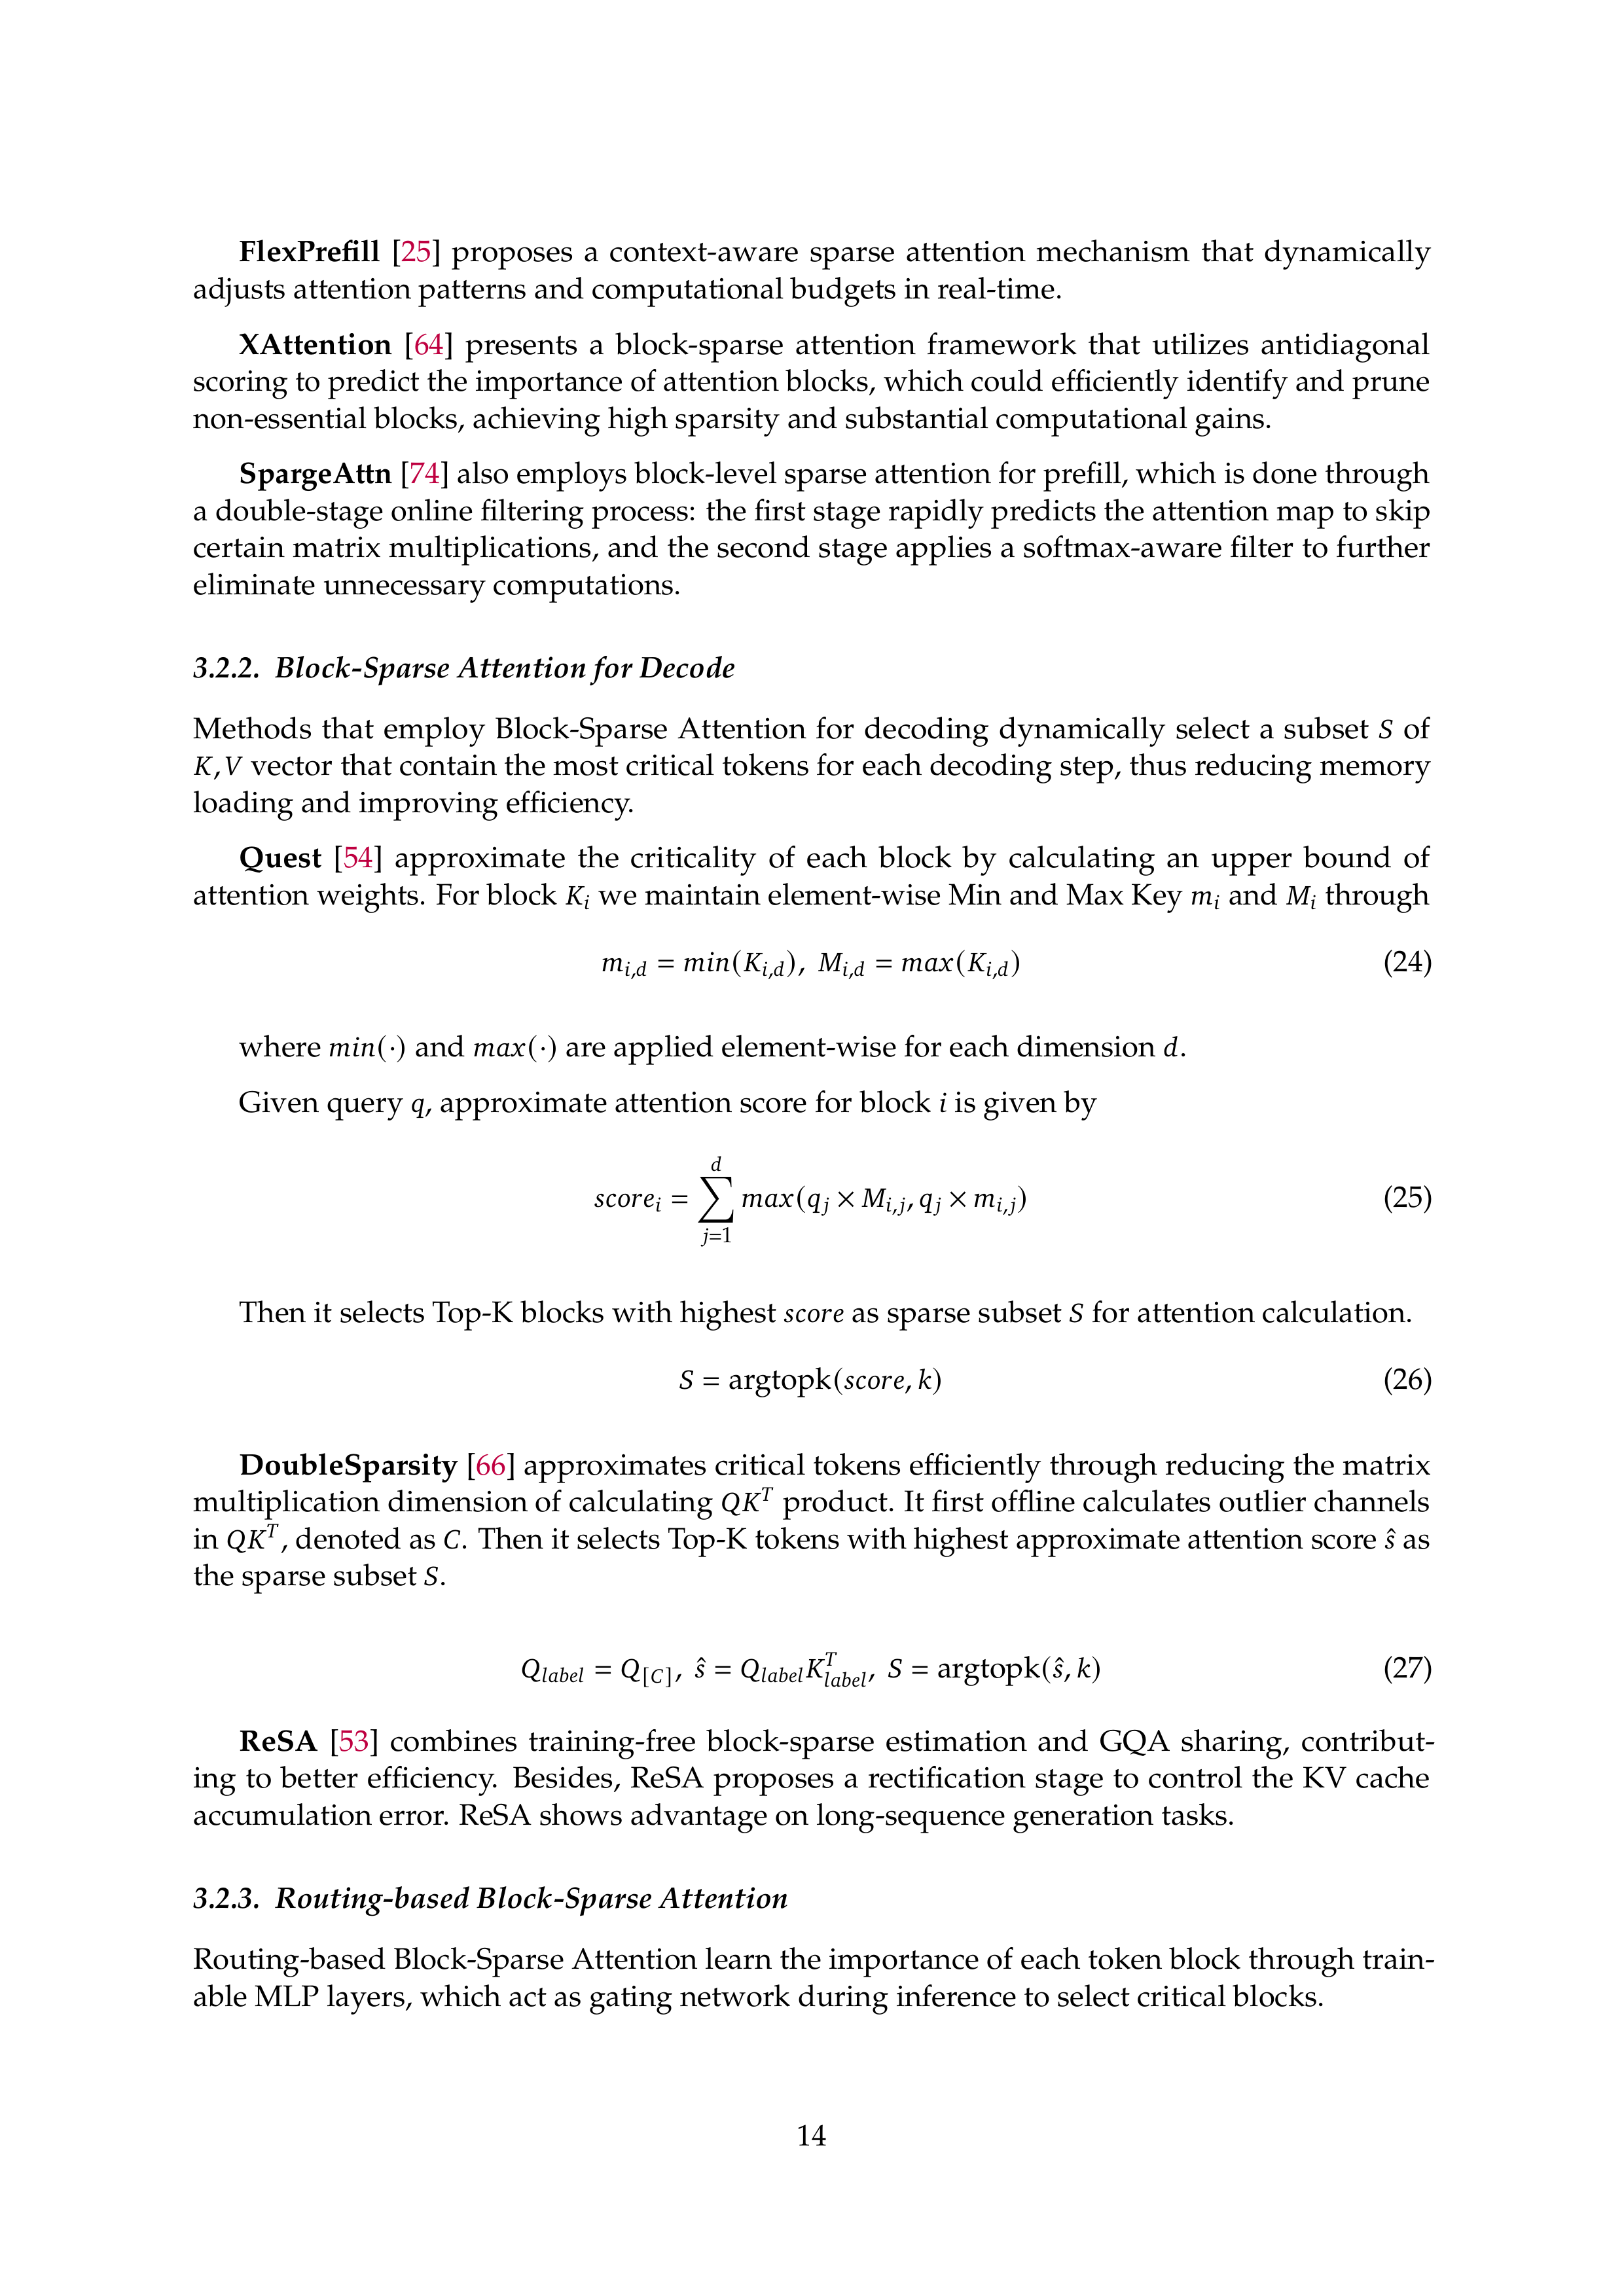 FlexPrefill [25] proposes a context-aware sparse attention mechanism that dynamically
adjusts attention patterns and computational budgets in real-time.
XAttention [64] presents a block-sparse attention framework that utilizes antidiagonal
scoring to predict the importance of attention blocks, which could efficiently identify and prune
non-essential blocks, achieving high sparsity and substantial computational gains.
SpargeAttn [74] also employs block-level sparse attention for prefill, which is done through
a double-stage online filtering process: the first stage rapidly predicts the attention map to skip
certain matrix multiplications, and the second stage applies a softmax-aware filter to further
eliminate unnecessary computations.
3.2.2. Block-Sparse Attention for Decode
Methods that employ Block-Sparse Attention for decoding dynamically select a subset S of
K, V vector that contain the most critical tokens for each decoding step, thus reducing memory
loading and improving efficiency.
Quest [54] approximate the criticality of each block by calculating an upper bound of
attention weights. For block K_i we maintain element-wise Min and Max Key m_i and M_i through
m_{i,d} = min(K_{i,d}), M_{i,d} = max(K_{i,d}) (24)
where min(·) and max(·) are applied element-wise for each dimension d.
Given query q, approximate attention score for block i is given by
score_i = \sum_{j=1}^{d} max(q_j × M_{i,j}, q_j × m_{i,j}) (25)
Then it selects Top-K blocks with highest score as sparse subset S for attention calculation.
S = argtopk(score, k) (26)
DoubleSparsity [66] approximates critical tokens efficiently through reducing the matrix
multiplication dimension of calculating QK^T product. It first offline calculates outlier channels
in QK^T, denoted as C. Then it selects Top-K tokens with highest approximate attention score ŝ as
the sparse subset S.
Q_{label} = Q_{[C]}, ŝ = Q_{label}K_{label}^T, S = argtopk(ŝ, k) (27)
ReSA [53] combines training-free block-sparse estimation and GQA sharing, contribut-
ing to better efficiency. Besides, ReSA proposes a rectification stage to control the KV cache
accumulation error. ReSA shows advantage on long-sequence generation tasks.
3.2.3. Routing-based Block-Sparse Attention
Routing-based Block-Sparse Attention learn the importance of each token block through train-
able MLP layers, which act as gating network during inference to select critical blocks.
14